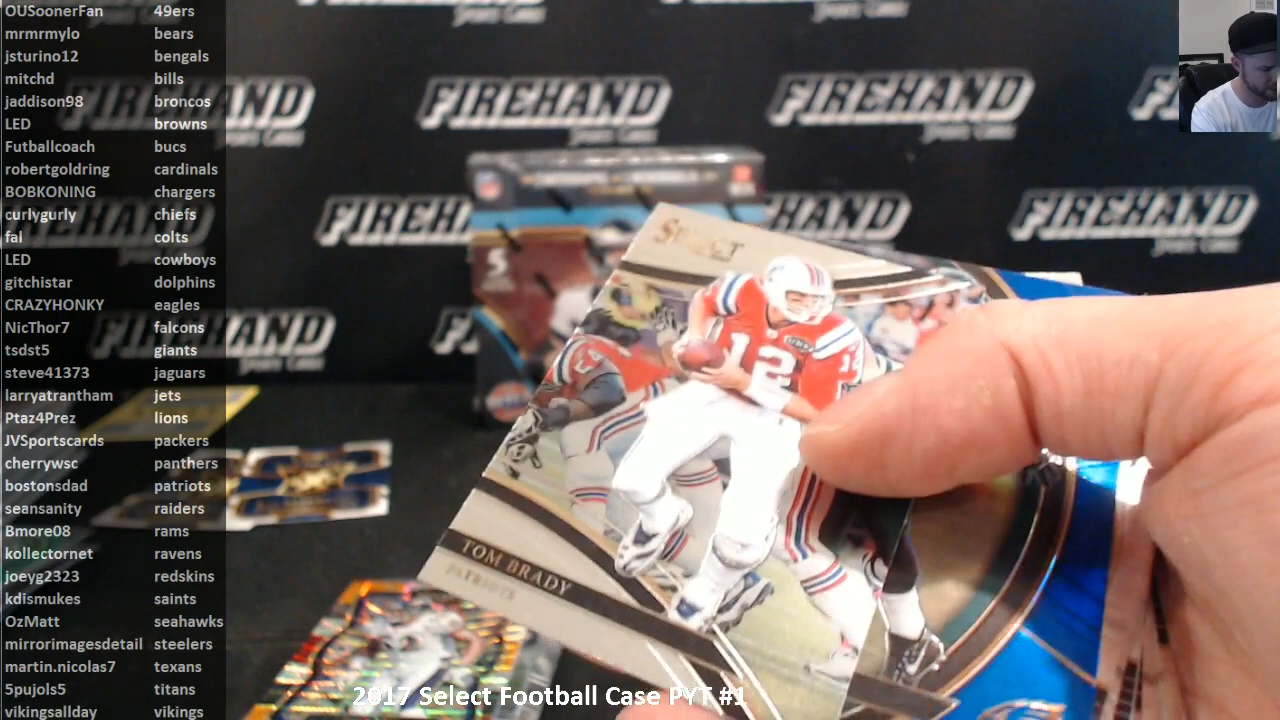 OUSoonerFan 49ers
mrmrmylo bears
jsturino12 bengals
mitchd bills
jaddison98 broncos
LED browns
Futballcoach bucs
robertgoldring cardinals
BOBKONING chargers
curlygurly chiefs
fal colts
LED cowboys
gitchistar dolphins
CRAZYHONKY eagles
NicThor7 falcons
tsdst5 giants
steve41373 jaguars
larryatrantham jets
Ptaz4Prez lions
JVSportscards packers
cherrywsc panthers
bostonsdad patriots
seansanity raiders
Bmore08 rams
kollectornet ravens
joeyg2323 redskins
kdismukes saints
OzMatt seahawks
mirrorimagesdetail steelers
martin.nicolas7 texans
5pujols5 titans
vikingsallday vikings
FIREHAND
FIREHAND
FIREHAND
FIREHAND
FIREHAND
FIREHAND
FIREHAND
SELECT
12
TOM BRADY
PATRIOTS
5
2017 Select Football Case PYT #1